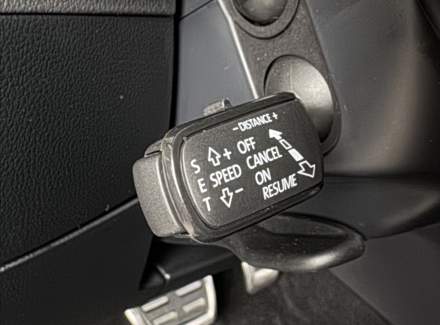 − DISTANCE +
S + OFF
E SPEED CANCEL
T − ON
RESUME